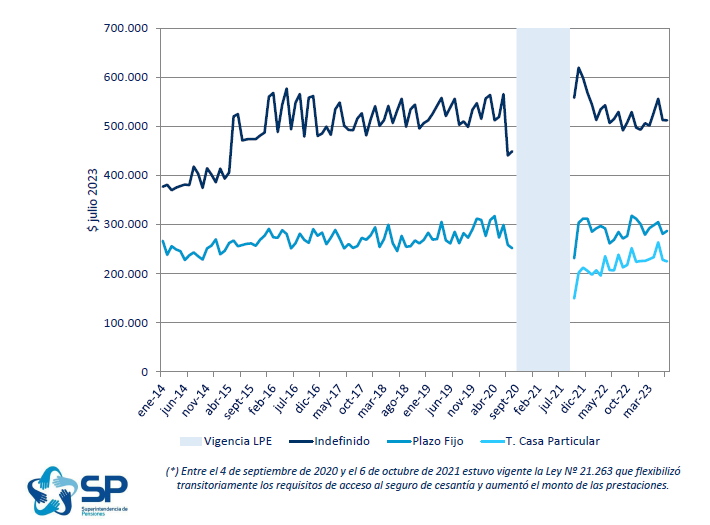 700.000
600.000
500.000
400.000
300.000
200.000
100.000
0
$ julio 2023
ene-14
jun-14
nov-14
abr-15
sept-15
feb-16
jul-16
dic-16
may-17
oct-17
mar-18
ago-18
ene-19
jun-19
nov-19
abr-20
sept-20
feb-21
jul-21
dic-21
may-22
oct-22
mar-23
Vigencia LPE
Indefinido
Plazo Fijo
T. Casa Particular
(*) Entre el 4 de septiembre de 2020 y el 6 de octubre de 2021 estuvo vigente la Ley Nº 21.263 que flexibilizó
transitoriamente los requisitos de acceso al seguro de cesantía y aumentó el monto de las prestaciones.
SP
Superintendencia de
Pensiones